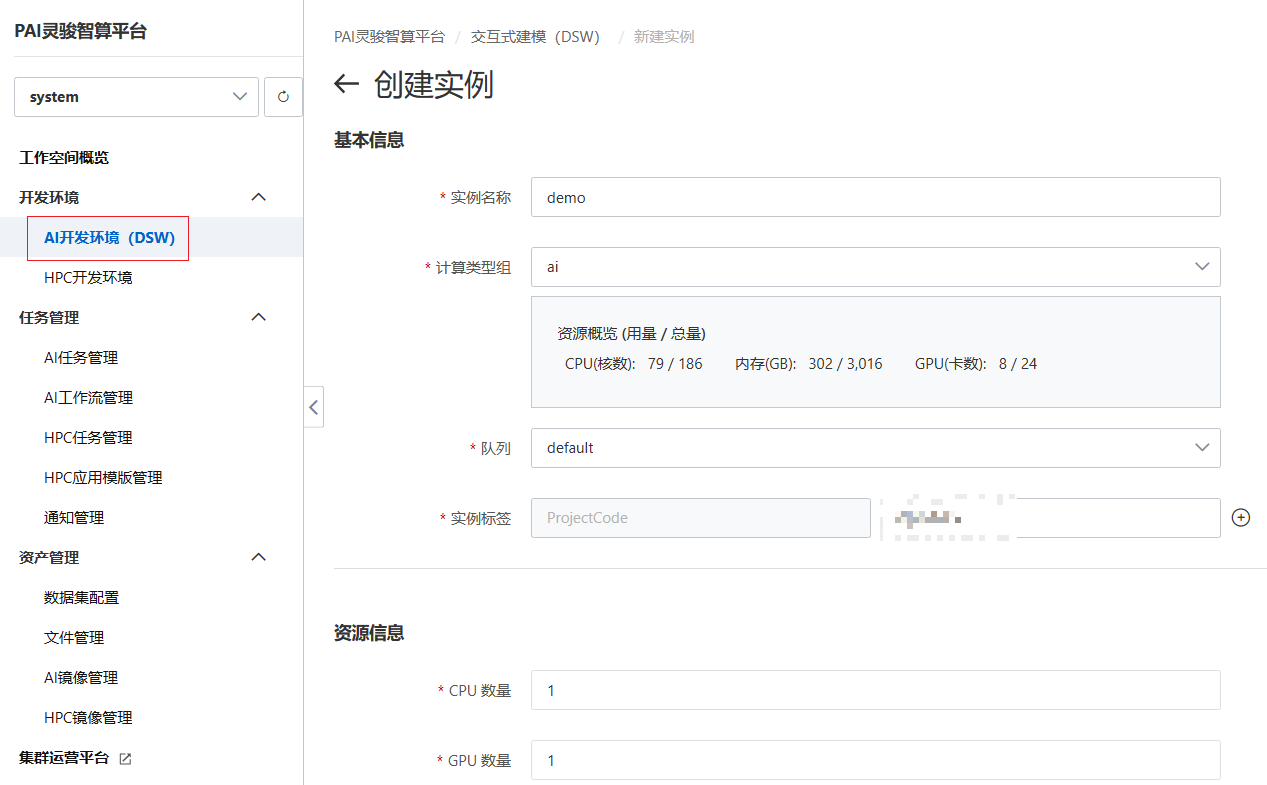 PAI灵骏智算平台
system
工作空间概览
开发环境
AI开发环境（DSW）
HPC开发环境
任务管理
AI任务管理
AI工作流管理
HPC任务管理
HPC应用模版管理
通知管理
资产管理
数据集配置
文件管理
AI镜像管理
HPC镜像管理
集群运营平台
PAI灵骏智算平台 / 交互式建模（DSW） / 新建实例
创建实例
基本信息
* 实例名称 demo
* 计算类型组 ai
资源概览 (用量 / 总量)
CPU(核数): 79 / 186 内存(GB): 302 / 3,016 GPU(卡数): 8 / 24
* 队列 default
* 实例标签 ProjectCode
资源信息
* CPU 数量 1
* GPU 数量 1